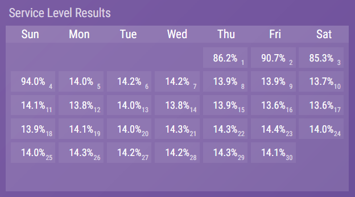 Service Level Results
Sun Mon Tue Wed Thu Fri Sat
86.2% 1 90.7% 2 85.3% 3
94.0% 4 14.0% 5 14.2% 6 14.2% 7 13.9% 8 13.9% 9 13.7% 10
14.1% 11 13.8% 12 14.0% 13 13.8% 14 13.9% 15 13.6% 16 13.6% 17
13.9% 18 14.1% 19 14.0% 20 14.3% 21 14.3% 22 14.4% 23 14.0% 24
14.0% 25 14.3% 26 14.2% 27 14.2% 28 14.3% 29 14.1% 30